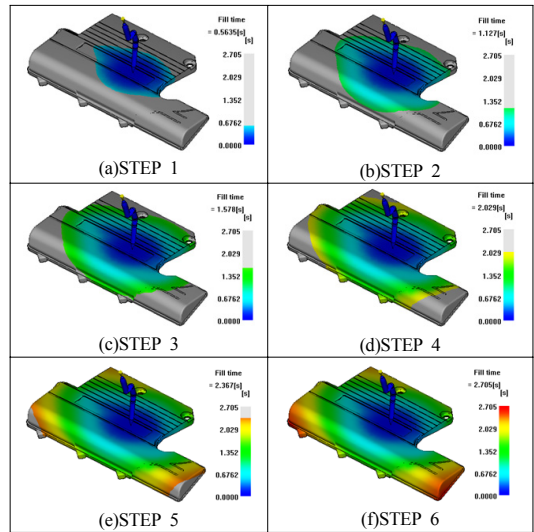 Fill time
= 0.5635[s]
[s]
2.705
2.029
1.352
0.6762
0.0000
(a)STEP 1
Fill time
= 1.127[s]
[s]
2.705
2.029
1.352
0.6762
0.0000
(b)STEP 2
Fill time
= 1.578[s]
[s]
2.705
2.029
1.352
0.6762
0.0000
(c)STEP 3
Fill time
= 2.029[s]
[s]
2.705
2.029
1.352
0.6762
0.0000
(d)STEP 4
Fill time
= 2.367[s]
[s]
2.705
2.029
1.352
0.6762
0.0000
(e)STEP 5
Fill time
= 2.705[s]
[s]
2.705
2.029
1.352
0.6762
0.0000
(f)STEP 6